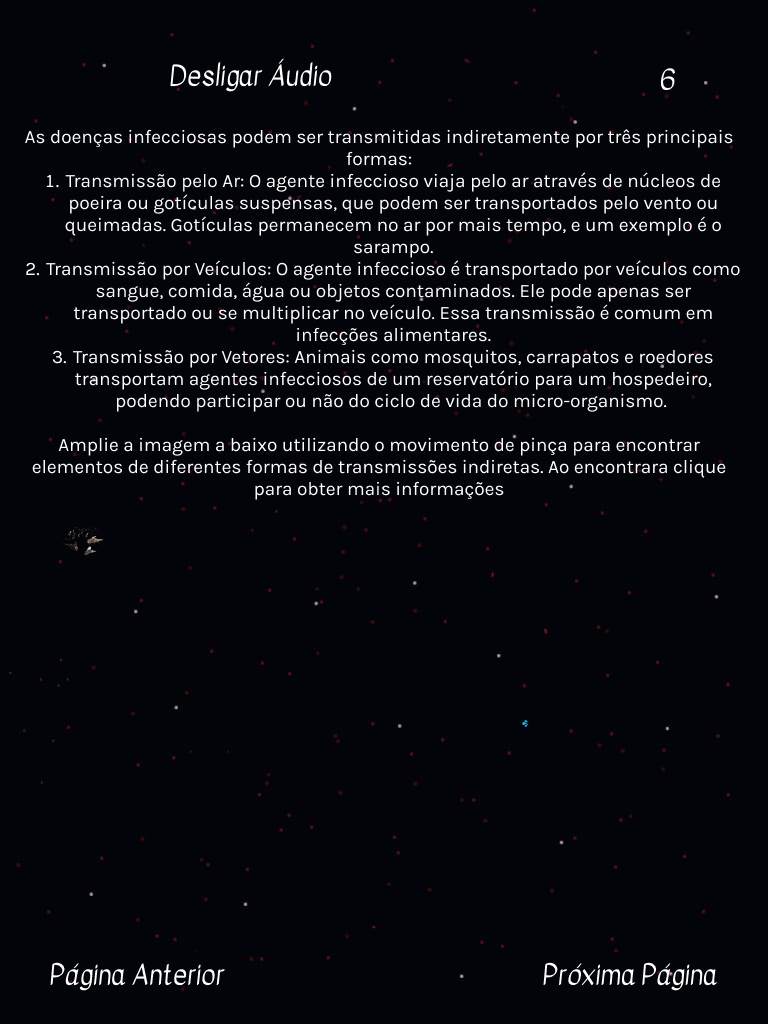 Desligar Áudio
6
As doenças infecciosas podem ser transmitidas indiretamente por três principais
formas:
1. Transmissão pelo Ar: O agente infeccioso viaja pelo ar através de núcleos de
poeira ou gotículas suspensas, que podem ser transportados pelo vento ou
queimadas. Gotículas permanecem no ar por mais tempo, e um exemplo é o
sarampo.
2. Transmissão por Veículos: O agente infeccioso é transportado por veículos como
sangue, comida, água ou objetos contaminados. Ele pode apenas ser
transportado ou se multiplicar no veículo. Essa transmissão é comum em
infecções alimentares.
3. Transmissão por Vetores: Animais como mosquitos, carrapatos e roedores
transportam agentes infecciosos de um reservatório para um hospedeiro,
podendo participar ou não do ciclo de vida do micro-organismo.
Amplie a imagem a baixo utilizando o movimento de pinça para encontrar
elementos de diferentes formas de transmissões indiretas. Ao encontrara clique
para obter mais informações
Página Anterior
Próxima Página